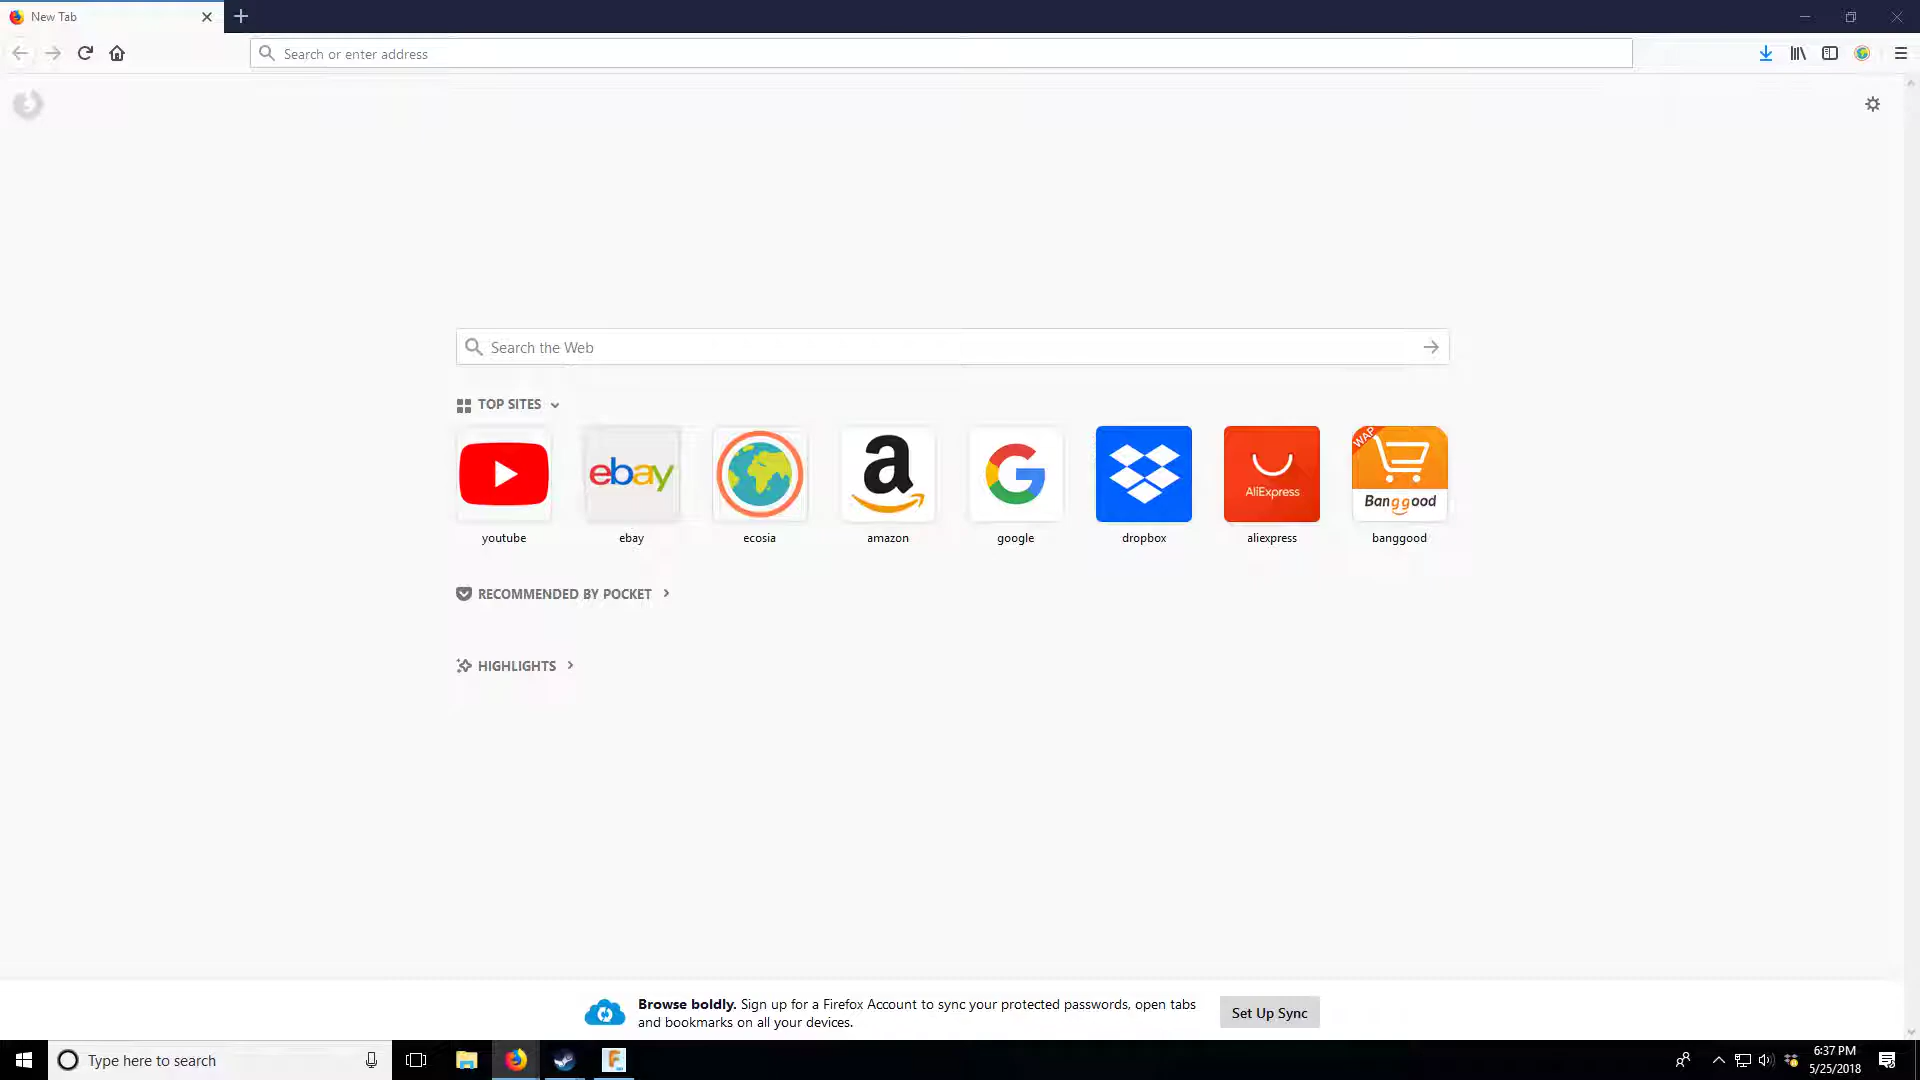 New Tab
Search or enter address
Search the Web
TOP SITES
ebay
a
G
AliExpress
WAP
Banggood
youtube
ebay
ecosia
amazon
google
dropbox
aliexpress
banggood
RECOMMENDED BY POCKET
HIGHLIGHTS
Browse boldly. Sign up for a Firefox Account to sync your protected passwords, open tabs
and bookmarks on all your devices.
Set Up Sync
Type here to search
F
6:37 PM
5/25/2018